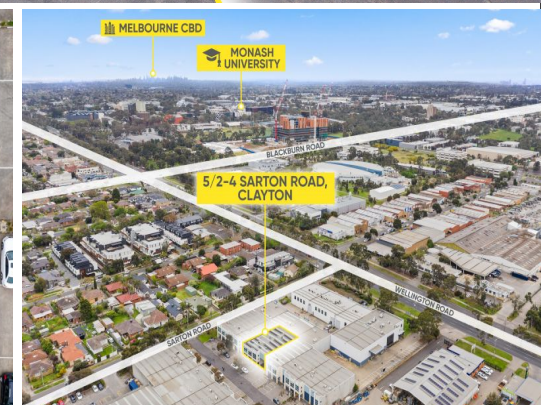 MELBOURNE CBD
MONASH
UNIVERSITY
BLACKBURN ROAD
5/2-4 SARTON ROAD,
CLAYTON
WELLINGTON ROAD
SARTON ROAD